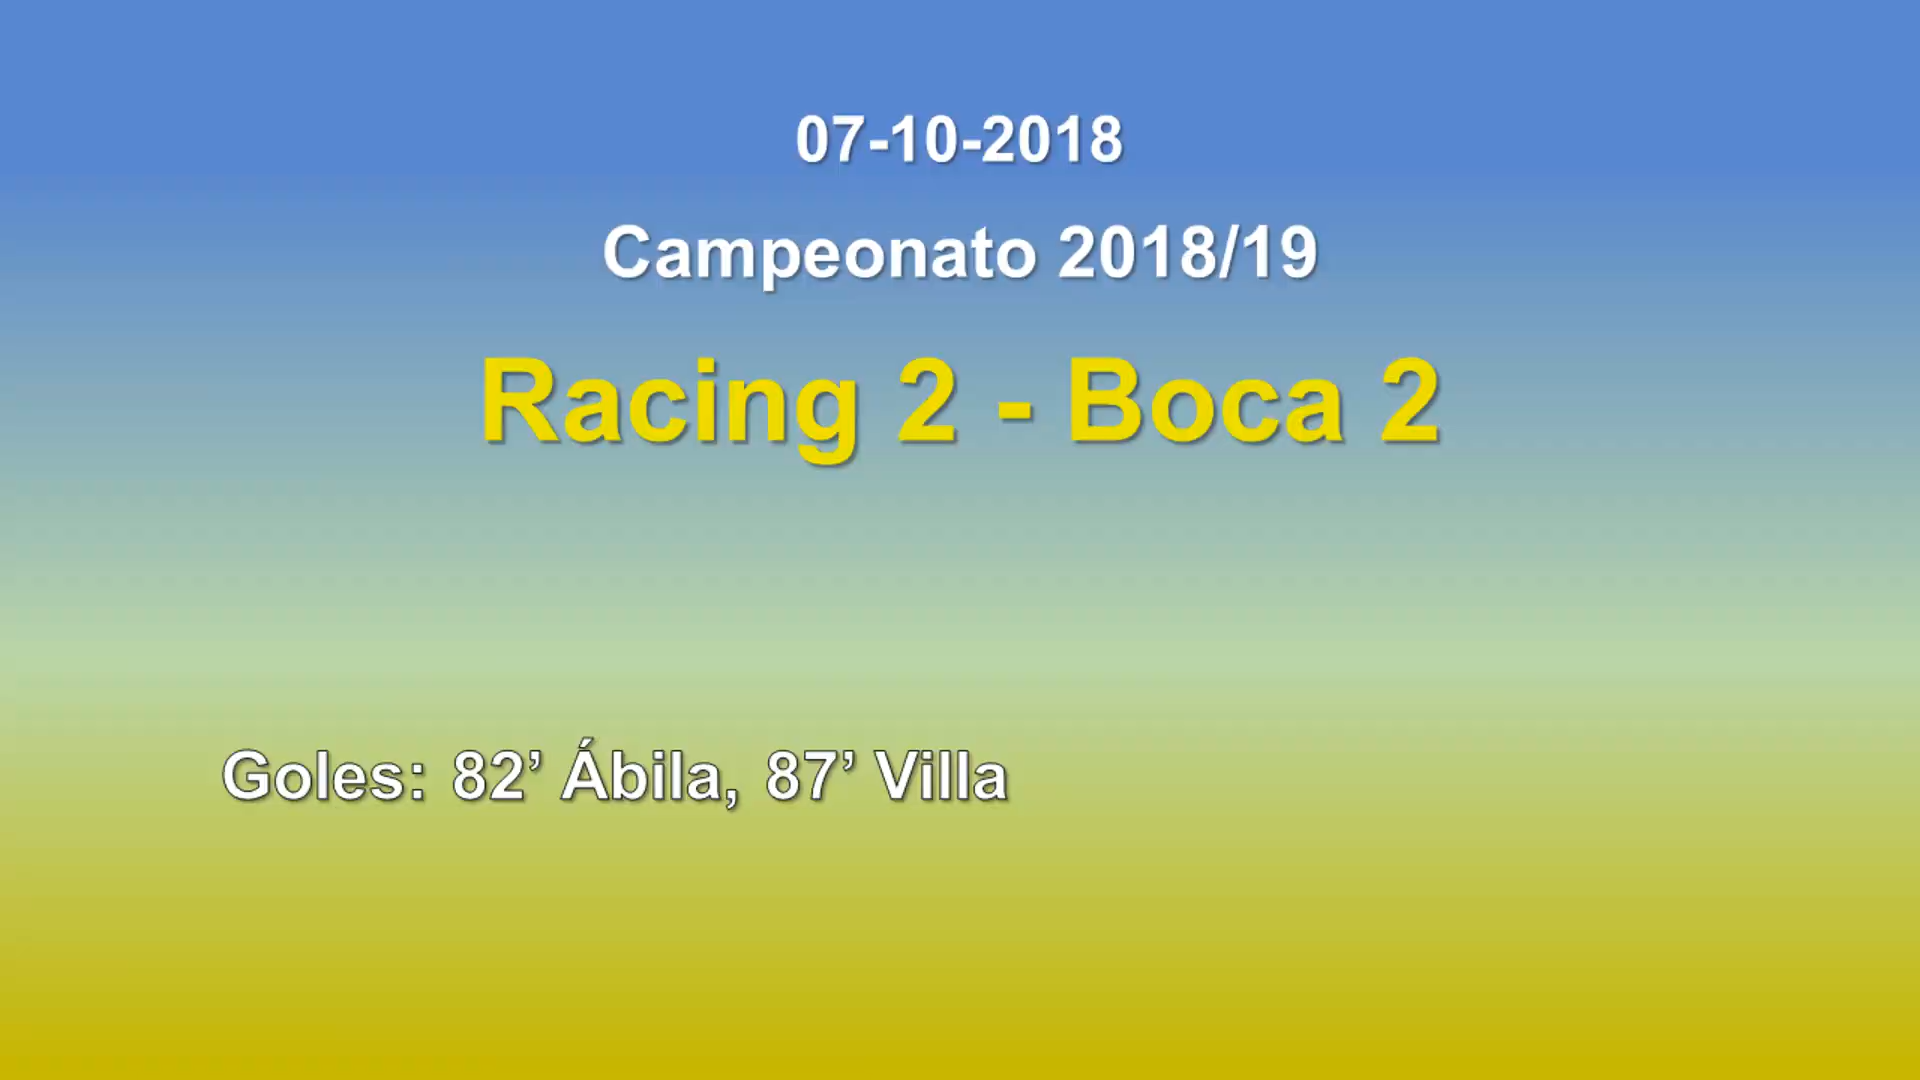 07-10-2018
Campeonato 2018/19
Racing 2 - Boca 2
Goles: 82’ Ábila, 87’ Villa